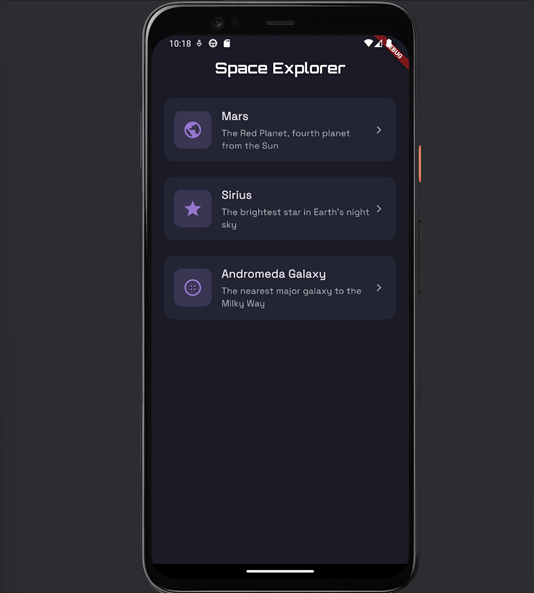 10:18
DEBUG
Space Explorer
Mars
The Red Planet, fourth planet
from the Sun
Sirius
The brightest star in Earth's night
sky
Andromeda Galaxy
The nearest major galaxy to the
Milky Way